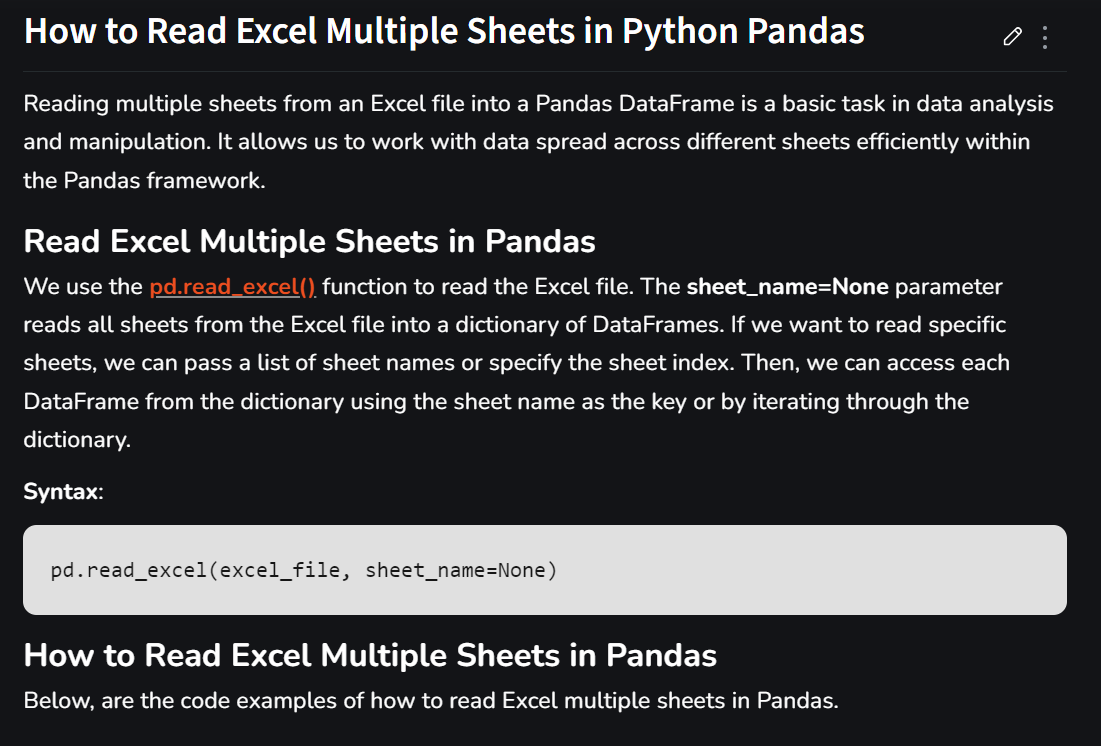 How to Read Excel Multiple Sheets in Python Pandas
Reading multiple sheets from an Excel file into a Pandas DataFrame is a basic task in data analysis
and manipulation. It allows us to work with data spread across different sheets efficiently within
the Pandas framework.
Read Excel Multiple Sheets in Pandas
We use the pd.read_excel() function to read the Excel file. The sheet_name=None parameter
reads all sheets from the Excel file into a dictionary of DataFrames. If we want to read specific
sheets, we can pass a list of sheet names or specify the sheet index. Then, we can access each
DataFrame from the dictionary using the sheet name as the key or by iterating through the
dictionary.
Syntax:
pd.read_excel(excel_file, sheet_name=None)
How to Read Excel Multiple Sheets in Pandas
Below, are the code examples of how to read Excel multiple sheets in Pandas.